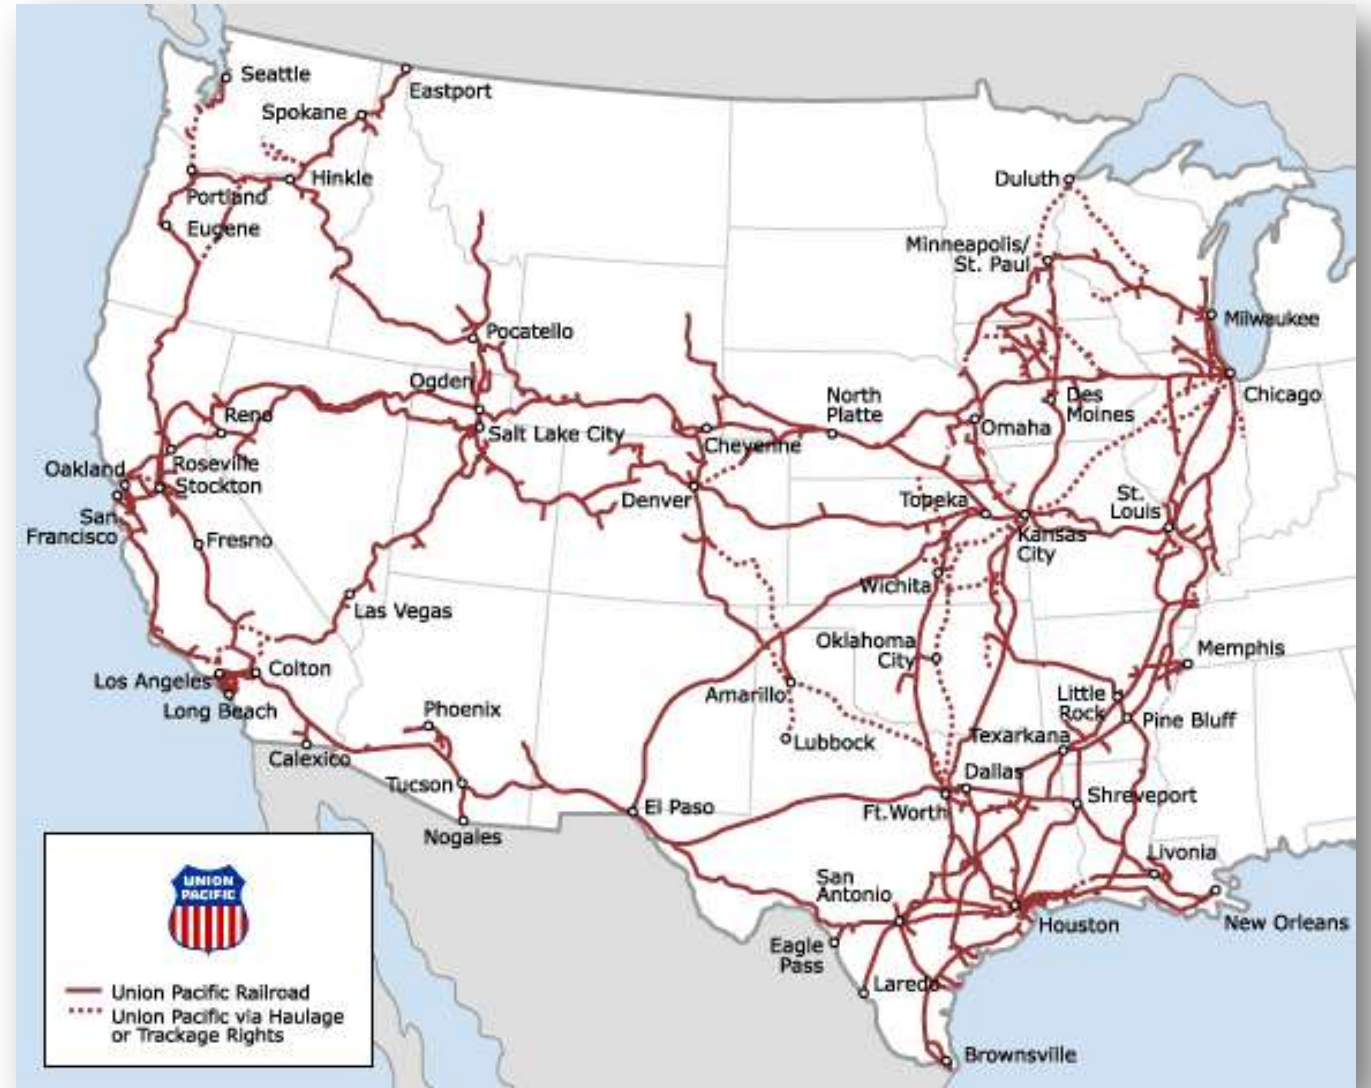 Seattle
Eastport
Spokane
Hinkle
Portland
Eugene
Duluth
Minneapolis/
St. Paul
Milwaukee
Pocatello
Ogden
Chicago
North
Platte
Des
Moines
Omaha
Reno
Salt Lake City
Cheyenne
Roseville
Oakland
Stockton
Denver
Topeka
St.
Louis
San
Francisco
Fresno
Kansas
City
Wichita
Las Vegas
Oklahoma
City
Memphis
Colton
Los Angeles
Long Beach
Amarillo
Little
Rock
Pine Bluff
Phoenix
Lubbock
Texarkana
Calexico
Tucson
Dallas
Shreveport
El Paso
Ft.Worth
Nogales
Livonia
San
Antonio
UNION
PACIFIC
Houston
New Orleans
Eagle
Pass
Laredo
Union Pacific Railroad
Union Pacific via Haulage
or Trackage Rights
Brownsville